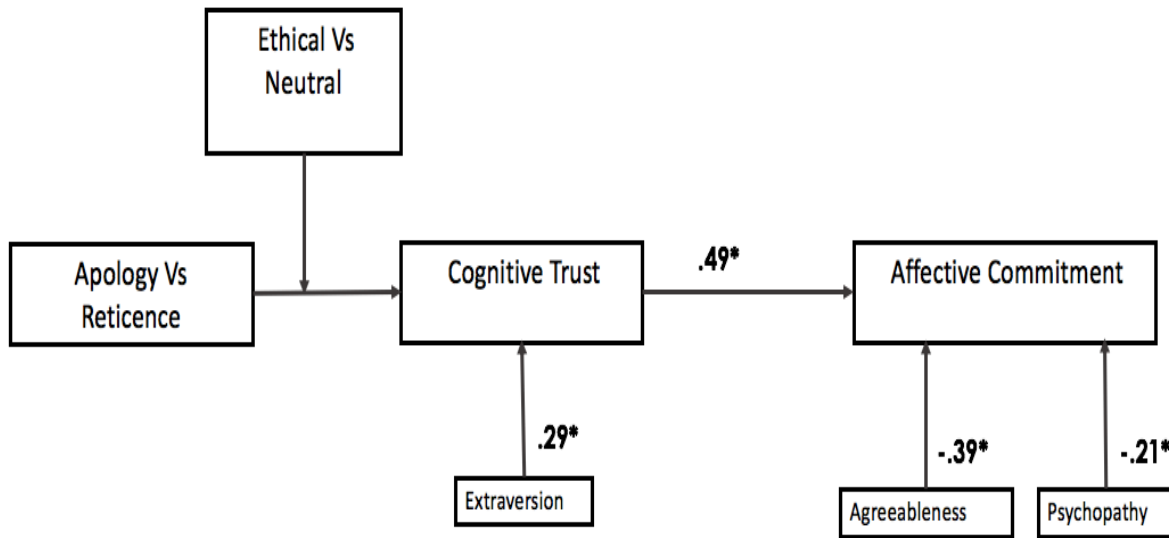 Ethical Vs
Neutral
Apology Vs
Reticence
Cognitive Trust
.49*
Affective Commitment
.29*
-.39*
-.21*
Extraversion
Agreeableness
Psychopathy